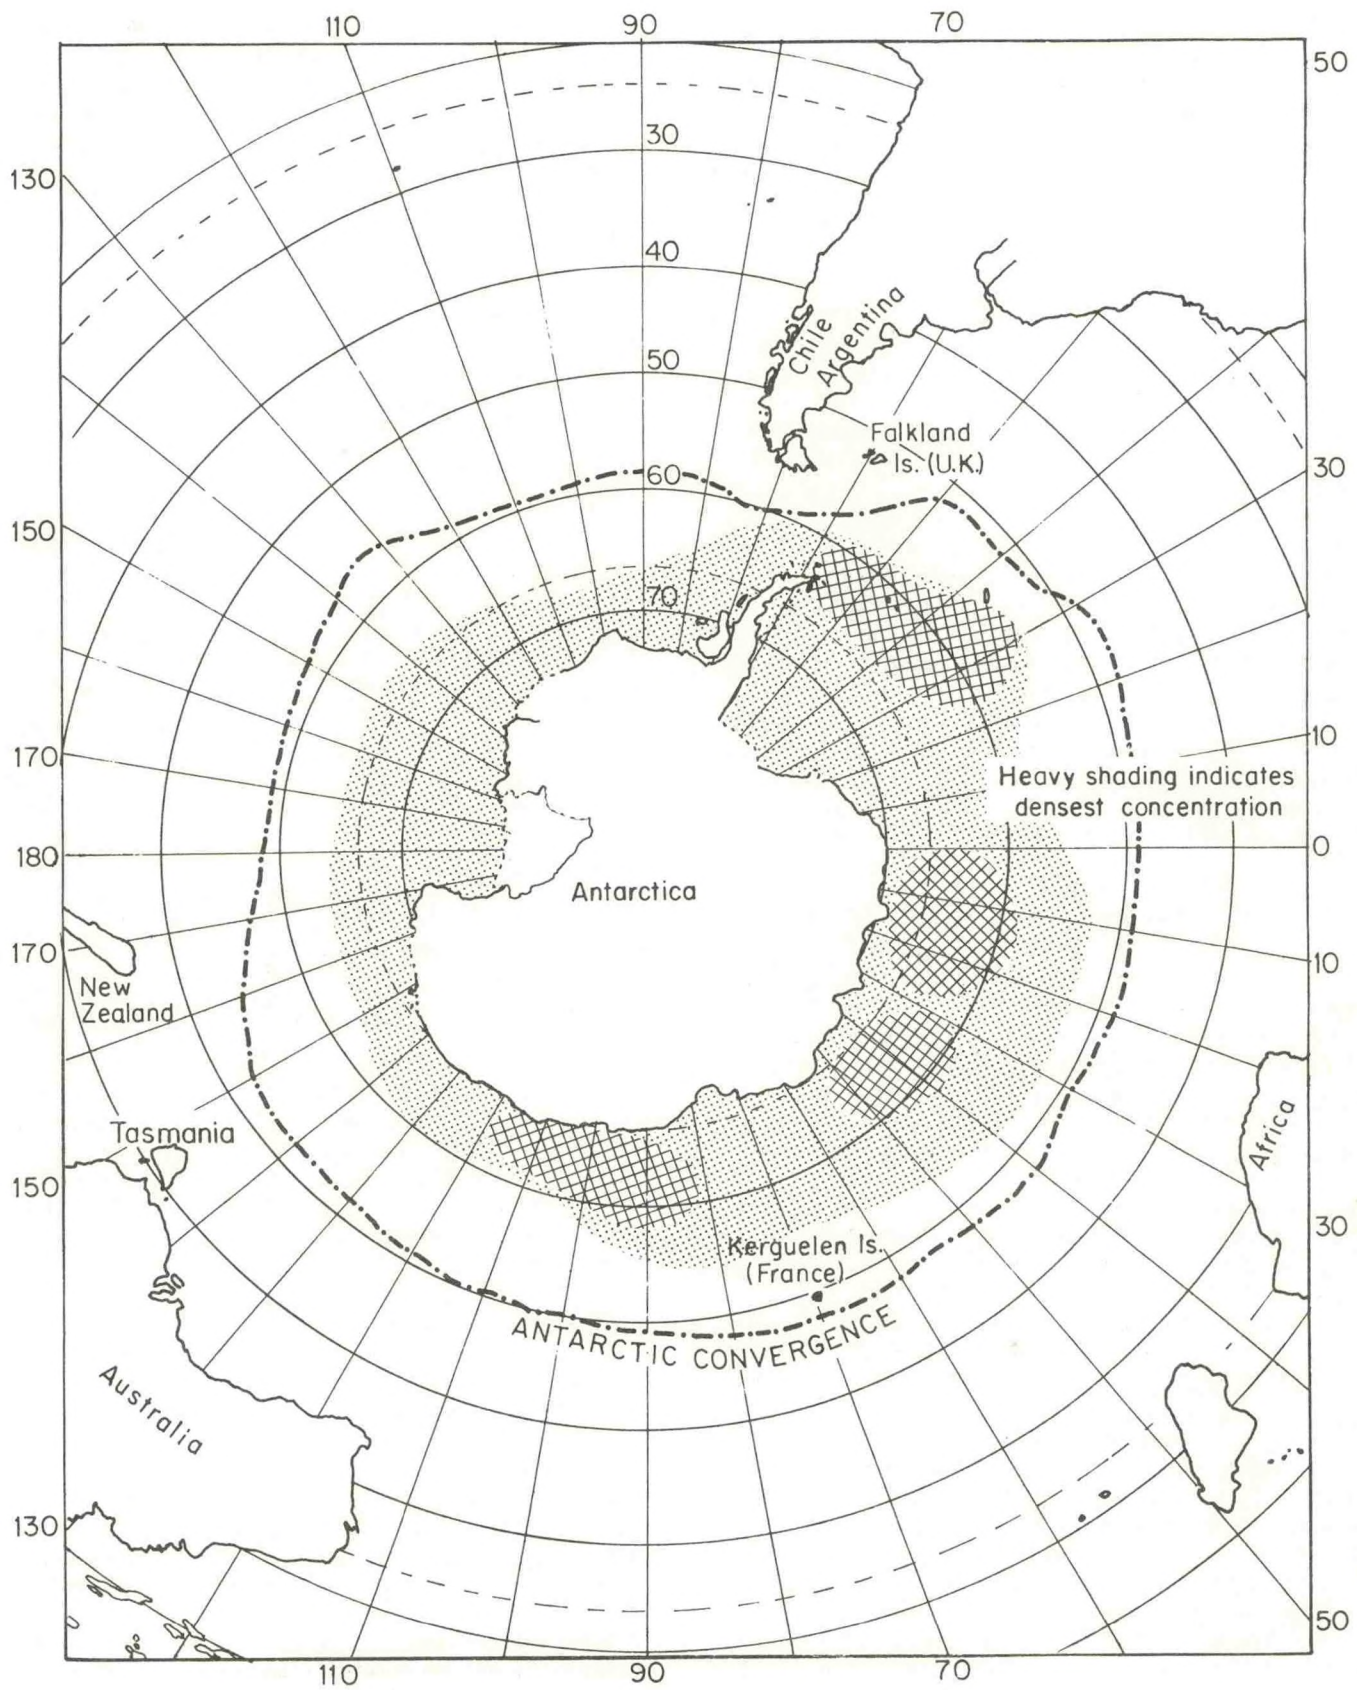 110 90 70
50
30
130
40
Chile
Argentina
50
Falkland
Is. (U.K.)
60
30
150
70
10
170
Heavy shading indicates
densest concentration
180
0
Antarctica
170
10
New
Zealand
Tasmania
Africa
150
30
Kerguelen Is.
(France)
ANTARCTIC CONVERGENCE
Australia
130
50
110 90 70